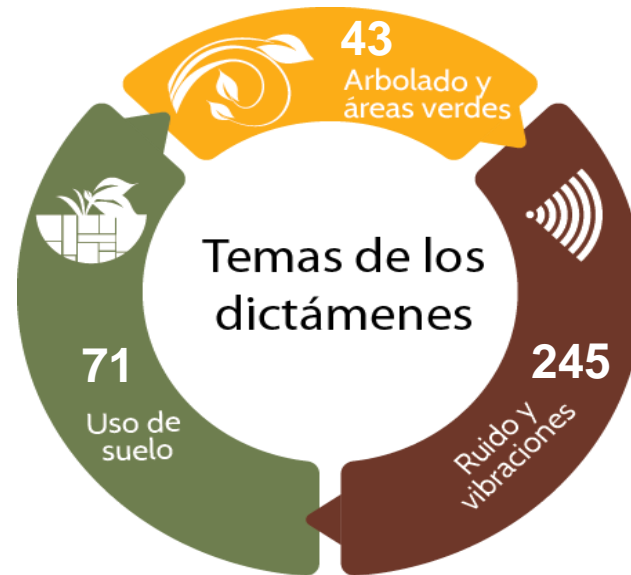 43
Arbolado y
áreas verdes
Temas de los
dictámenes
71
Uso de
suelo
245
Ruido y
vibraciones